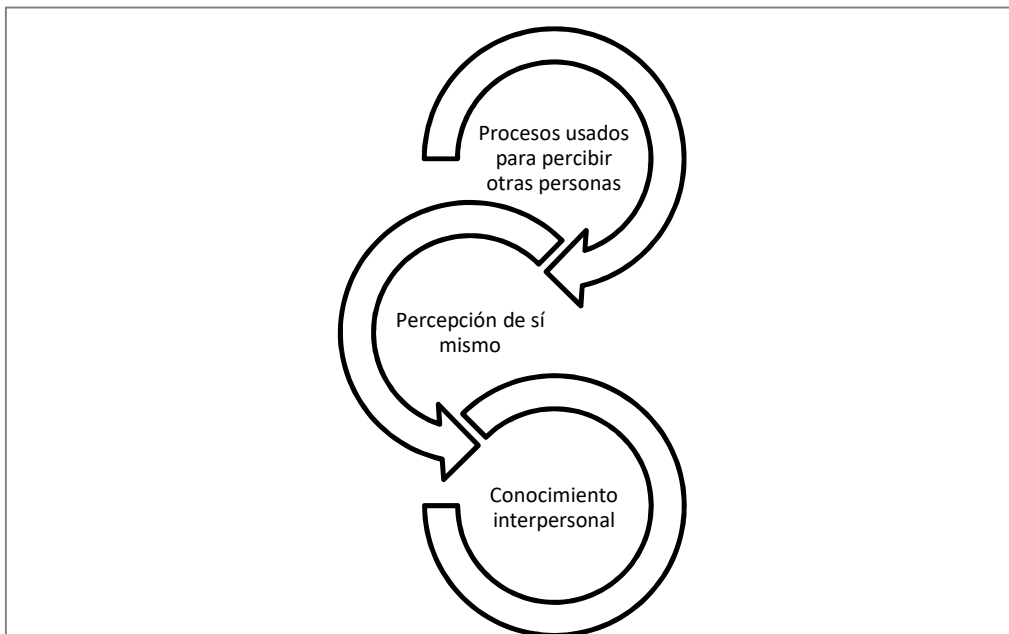 Procesos usados
para percibir
otras personas
Percepción de sí
mismo
Conocimiento
interpersonal